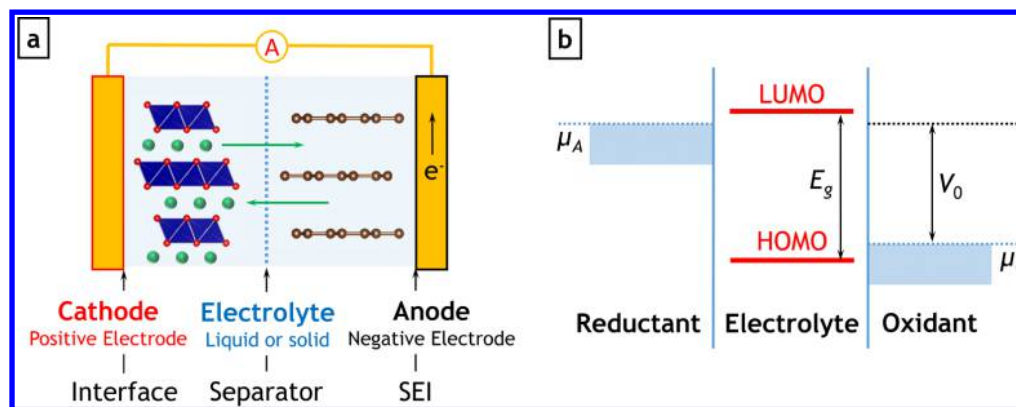 a
A
e-
Cathode
Positive Electrode
Interface
Electrolyte
Liquid or solid
Separator
Anode
Negative Electrode
SEI
b
LUMO
μA
Eg
V0
HOMO
μ
Reductant
Electrolyte
Oxidant